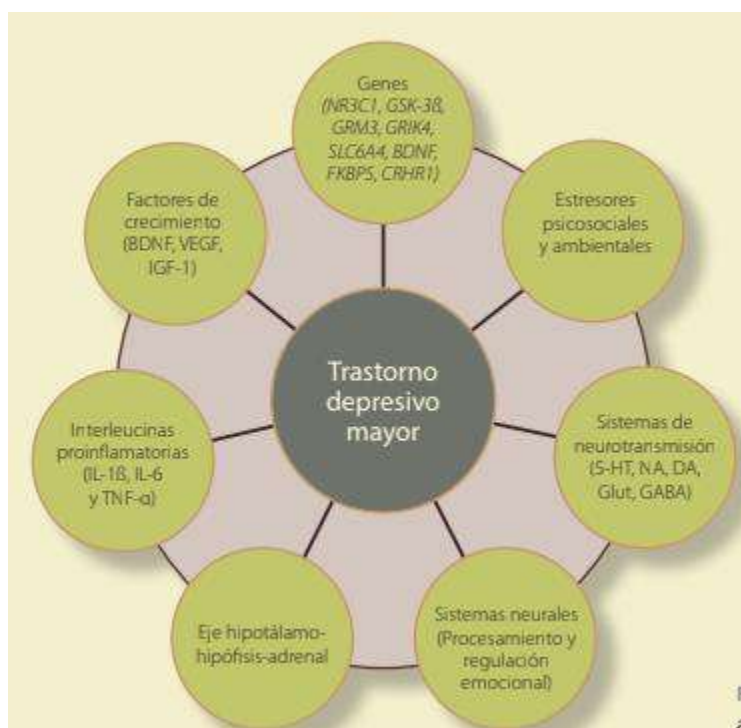 Genes
(NR3C1, GSK-3ß,
GRM3, GRIK4,
SLC6A4, BDNF,
FKBP5, CRHR1)
Estresores
psicosociales
y ambientales
Sistemas de
neurotransmisión
(5-HT, NA, DA,
Glut, GABA)
Sistemas neurales
(Procesamiento y
regulación
emocional)
Eje hipotálamo-
hipófisis-adrenal
Interleucinas
proinflamatorias
(IL-1ß, IL-6
y TNF-α)
Factores de
crecimiento
(BDNF, VEGF,
IGF-1)
Trastorno
depresivo
mayor